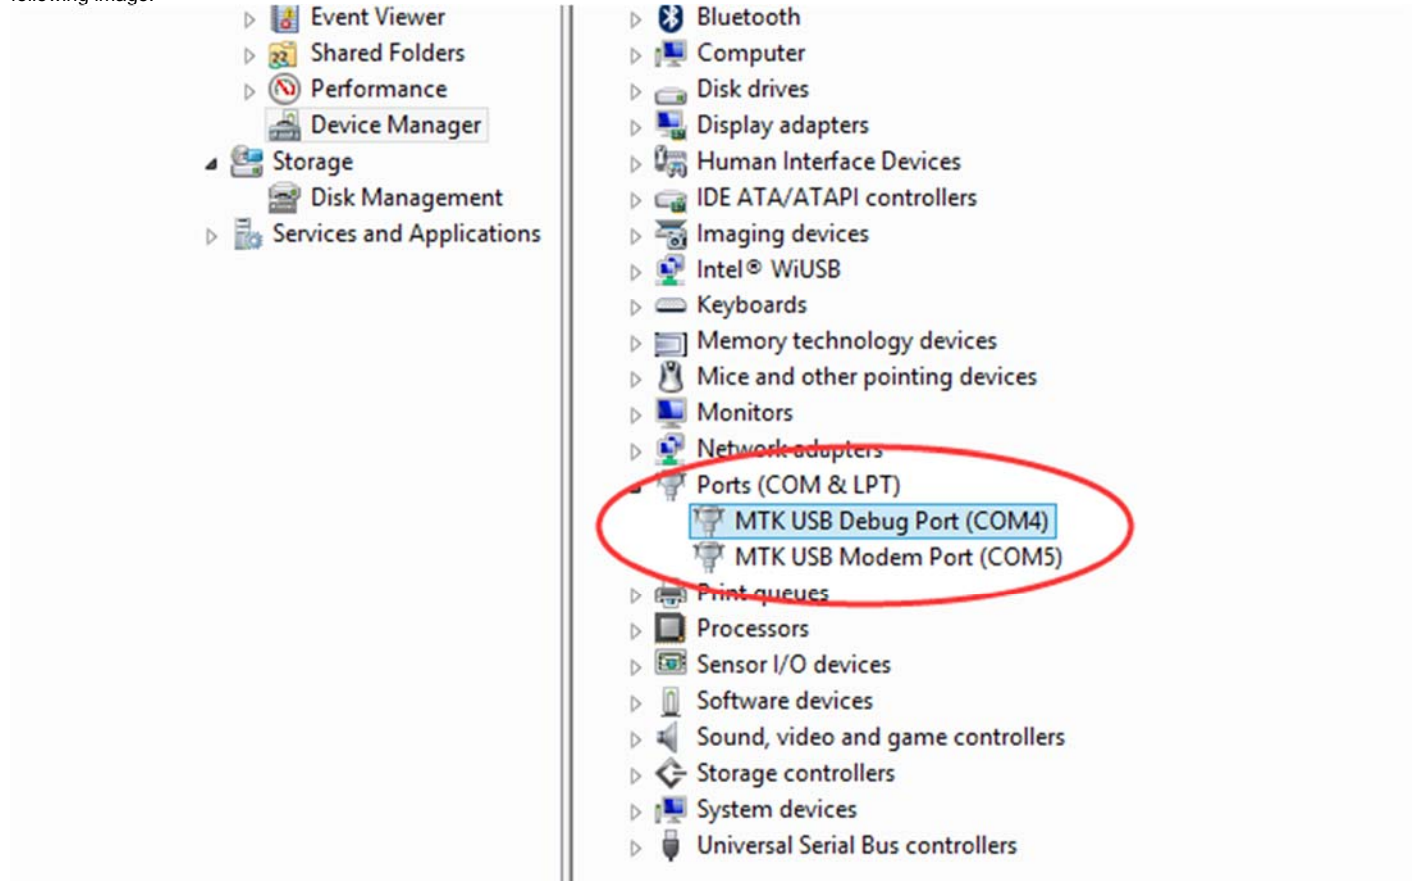 following image:
Event Viewer
Shared Folders
Performance
Device Manager
Storage
Disk Management
Services and Applications
Bluetooth
Computer
Disk drives
Display adapters
Human Interface Devices
IDE ATA/ATAPI controllers
Imaging devices
Intel® WiUSB
Keyboards
Memory technology devices
Mice and other pointing devices
Monitors
Network adapters
Ports (COM & LPT)
MTK USB Debug Port (COM4)
MTK USB Modem Port (COM5)
Print queues
Processors
Sensor I/O devices
Software devices
Sound, video and game controllers
Storage controllers
System devices
Universal Serial Bus controllers